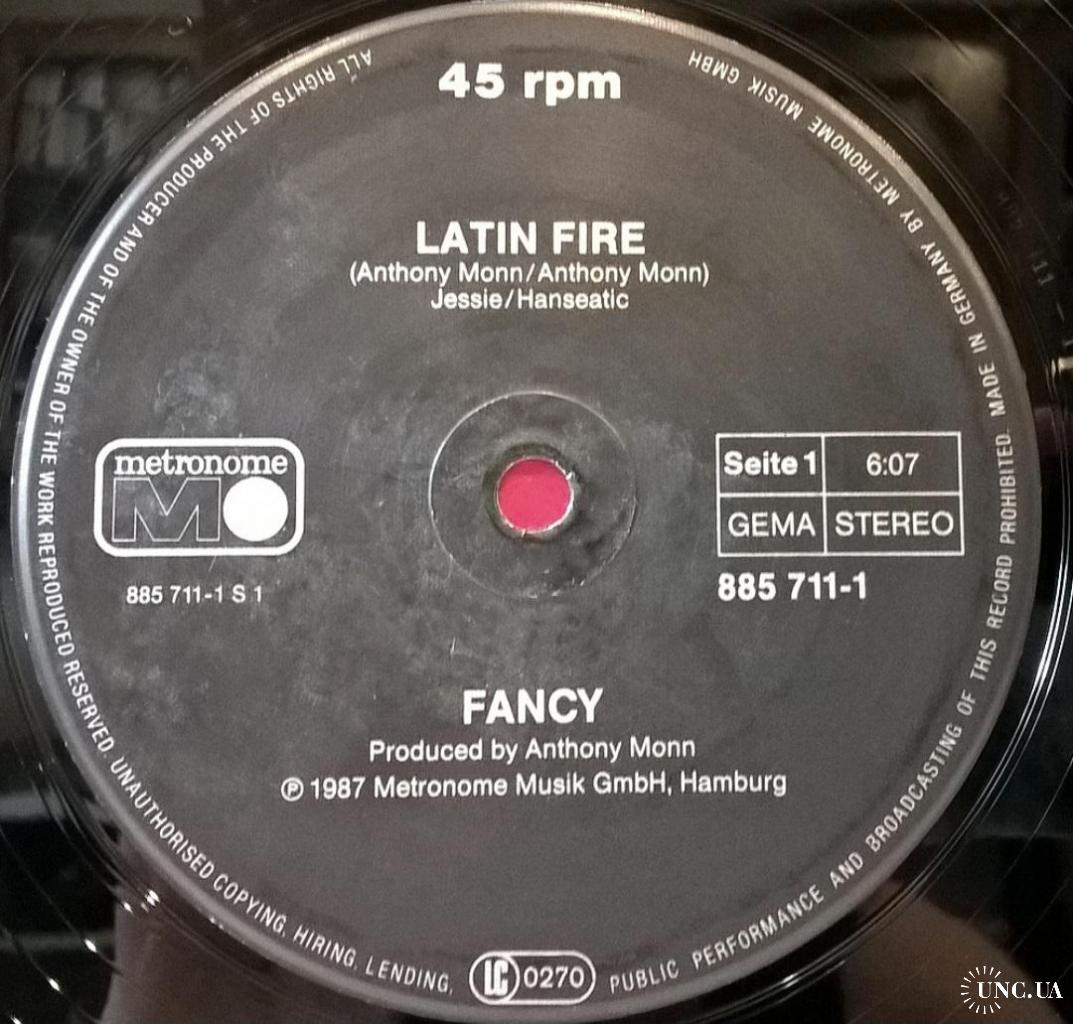 45 rpm
LATIN FIRE
(Anthony Monn/Anthony Monn)
Jessie/Hanseatic
metronome
M
Seite 1 6:07
GEMA STEREO
885 711-1 S 1
885 711-1
FANCY
Produced by Anthony Monn
℗ 1987 Metronome Musik GmbH, Hamburg
ALL RIGHTS OF THE PRODUCER AND OF THE OWNER OF THE WORK REPRODUCED RESERVED. UNAUTHORISED COPYING, HIRING, LENDING, PUBLIC PERFORMANCE AND BROADCASTING OF THIS RECORD PROHIBITED. MADE IN GERMANY BY METRONOME MUSIK GMBH
LC 0270
UNC.UA